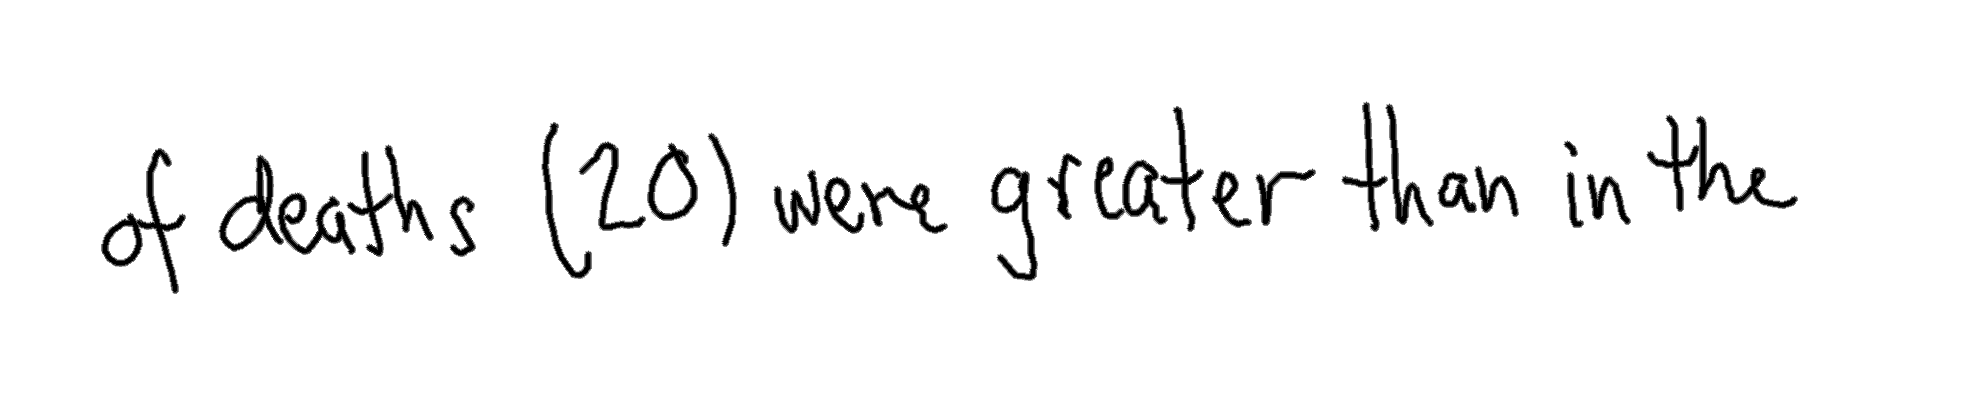 of deaths (20) were greater than in the